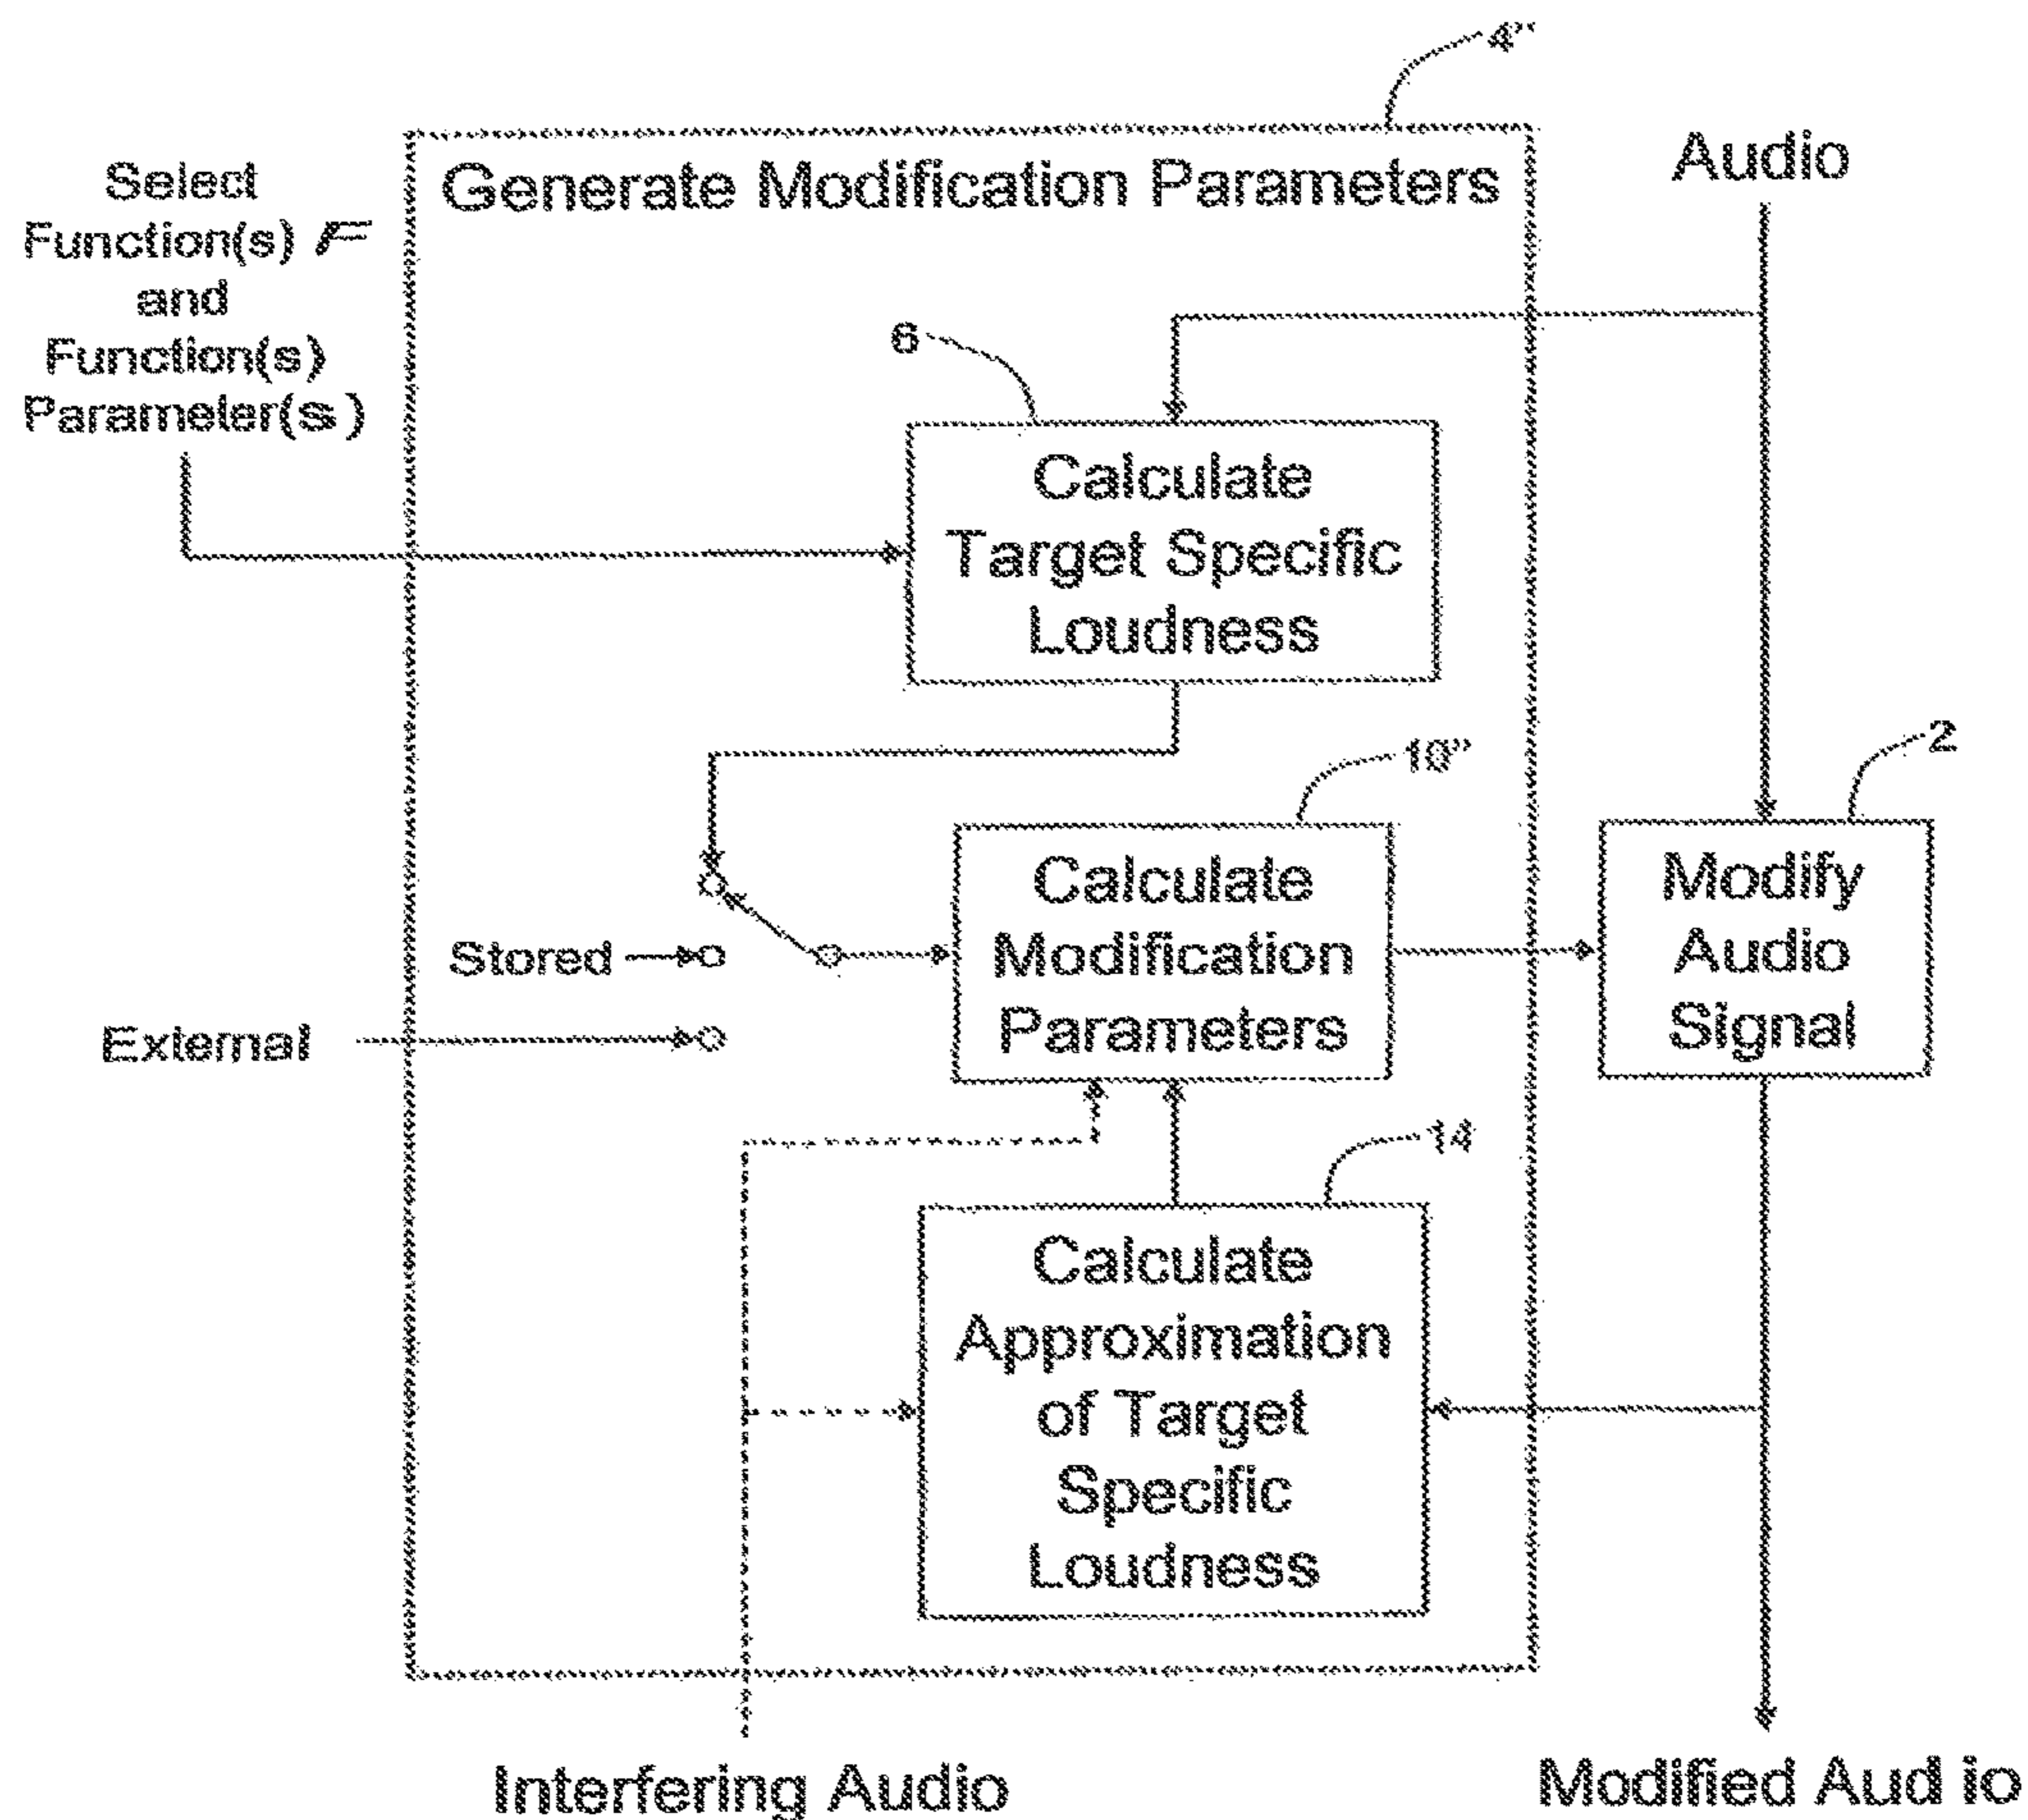 4"
Select
Function(s) F
and
Function(s)
Parameter(s)
Generate Modification Parameters
Audio
6
Calculate
Target Specific
Loudness
10"
2
Calculate
Modification
Parameters
Modify
Audio
Signal
Stored
External
14
Calculate
Approximation
of Target
Specific
Loudness
Interfering Audio
Modified Aud io